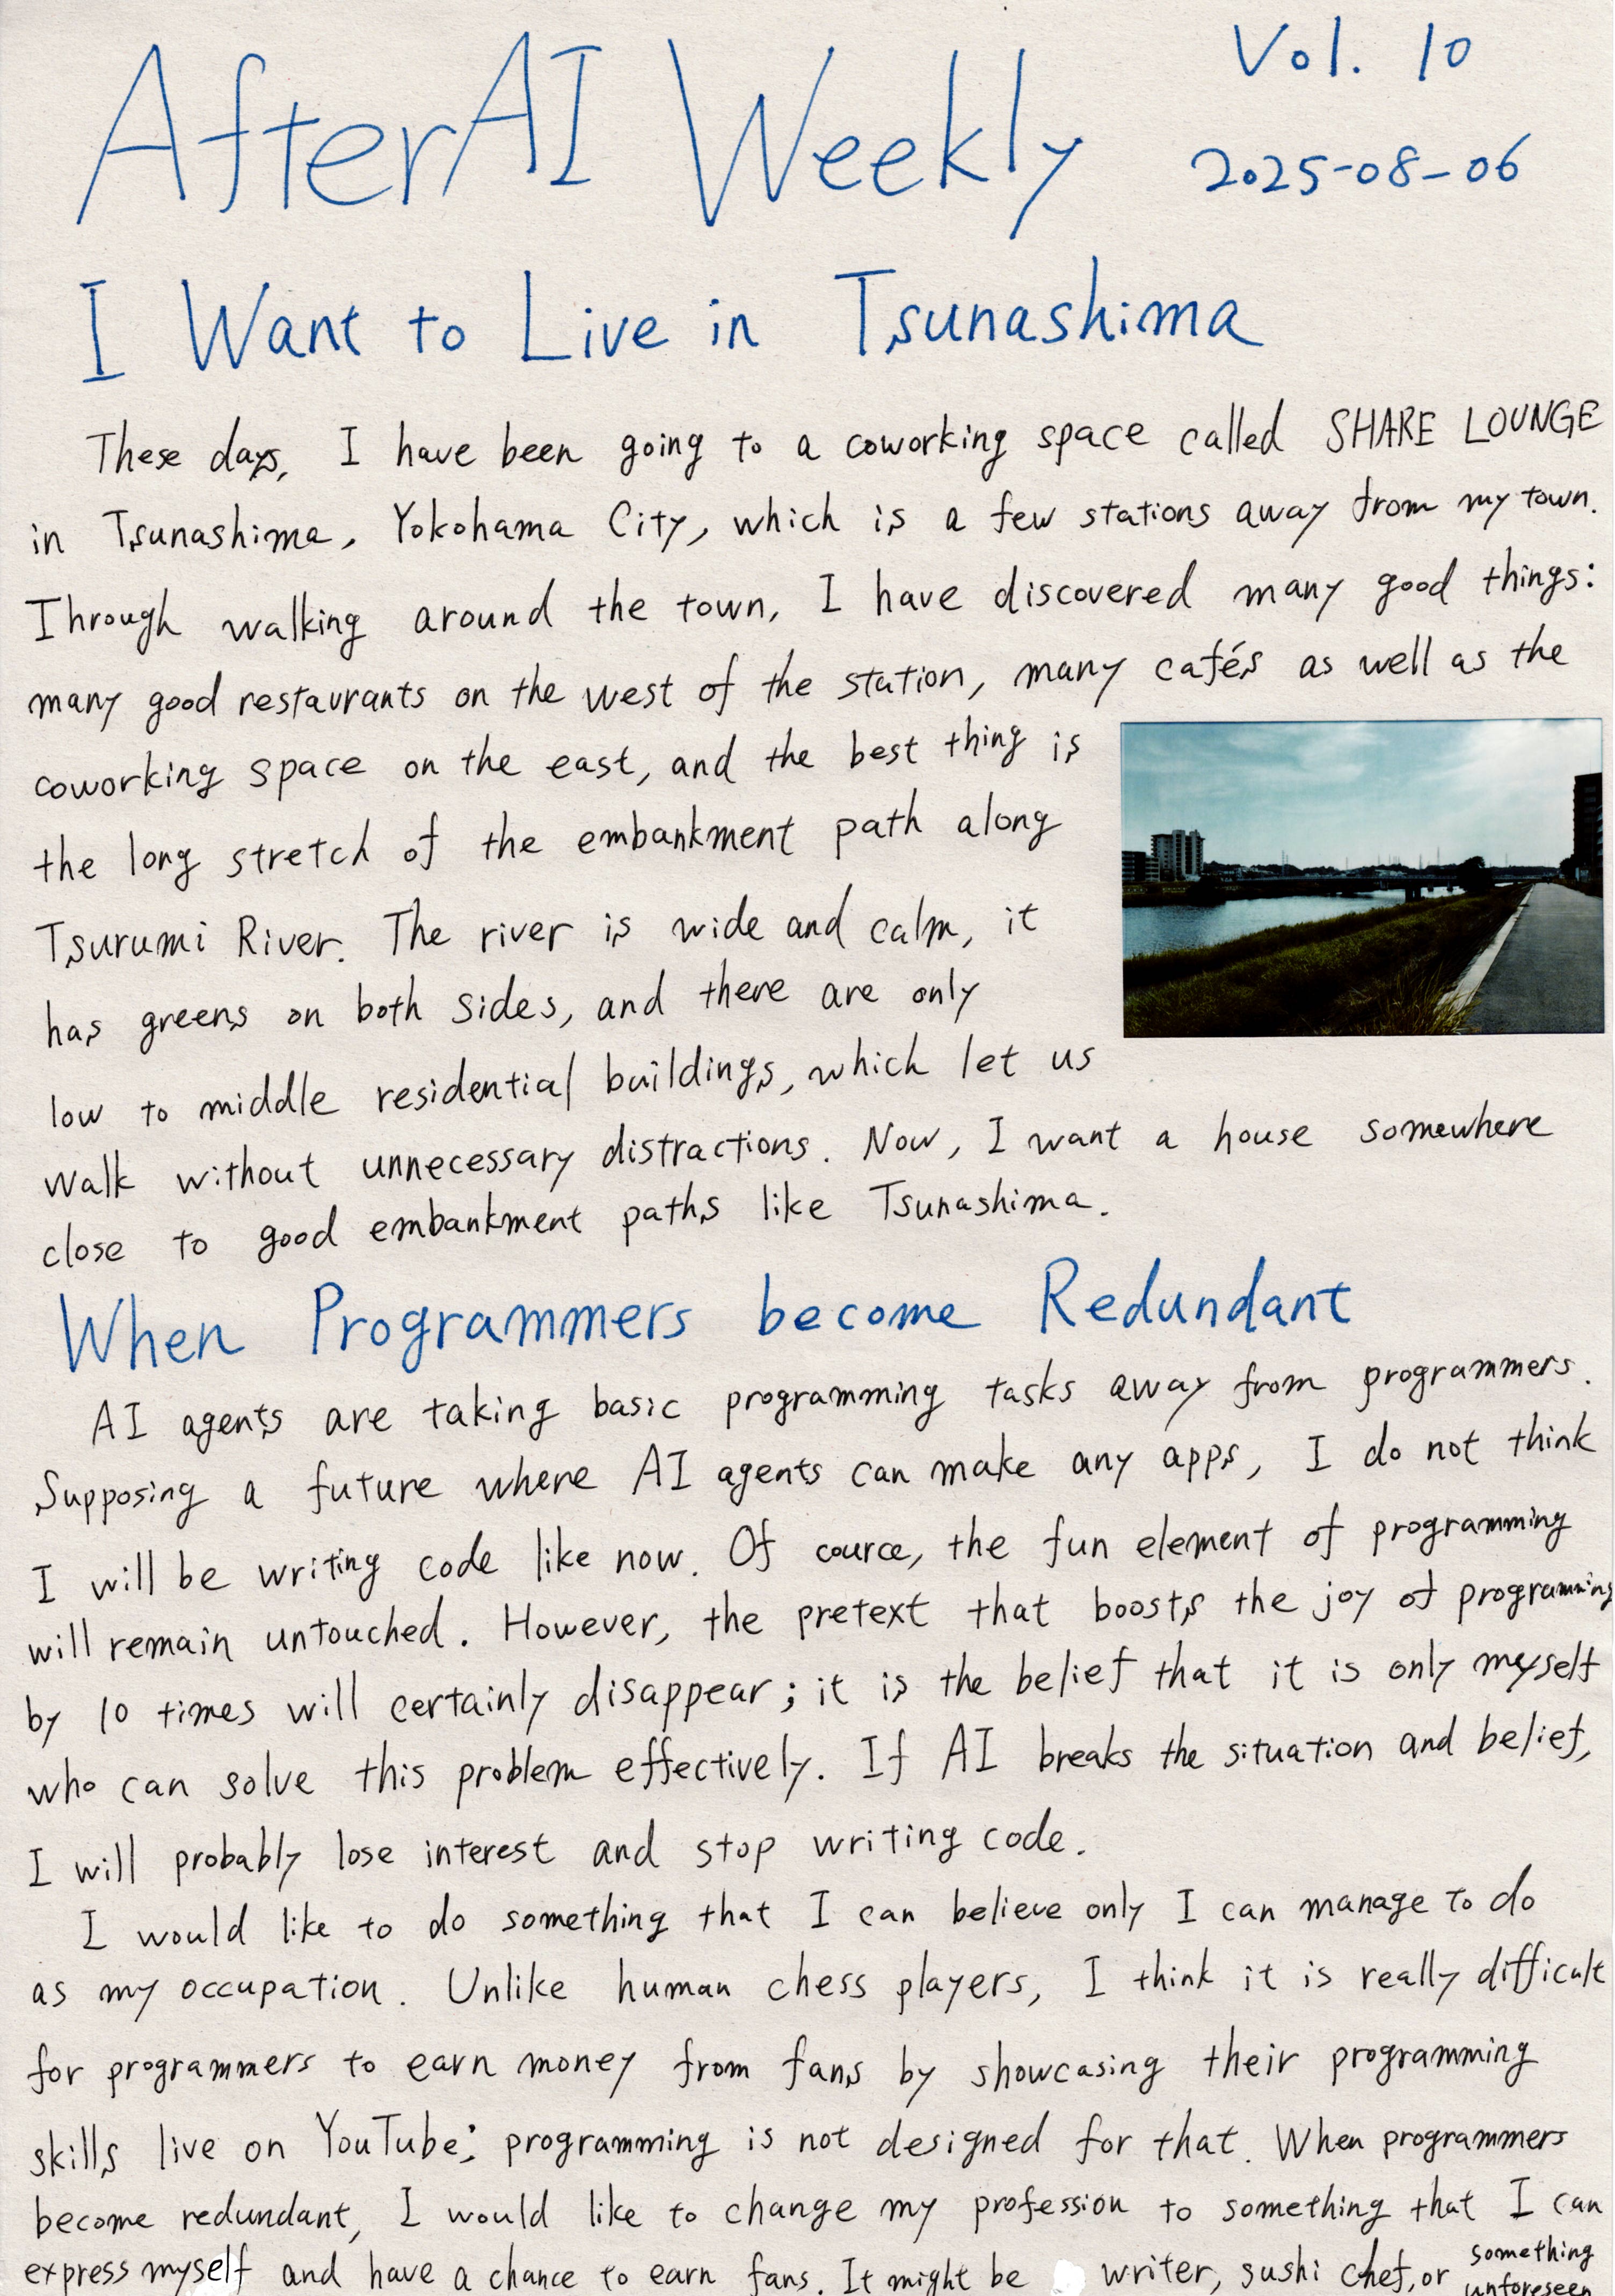 AfterAI Weekly
Vol. 10
2025-08-06
I Want to Live in Tsunashima
These days, I have been going to a coworking space called SHARE LOUNGE
in Tsunashima, Yokohama City, which is a few stations away from my town.
Through walking around the town, I have discovered many good things:
many good restaurants on the west of the station, many cafés as well as the
coworking space on the east, and the best thing is
the long stretch of the embankment path along
Tsurumi River. The river is wide and calm, it
has greens on both sides, and there are only
low to middle residential buildings, which let us
walk without unnecessary distractions. Now, I want a house somewhere
close to good embankment paths like Tsunashima.
When Programmers become Redundant
AI agents are taking basic programming tasks away from programmers.
Supposing a future where AI agents can make any apps, I do not think
I will be writing code like now. Of cource, the fun element of programming
will remain untouched. However, the pretext that boosts the joy of programming
by 10 times will certainly disappear; it is the belief that it is only myself
who can solve this problem effectively. If AI breaks the situation and belief,
I will probably lose interest and stop writing code.
I would like to do something that I can believe only I can manage to do
as my occupation. Unlike human chess players, I think it is really difficult
for programmers to earn money from fans by showcasing their programming
skills live on YouTube; programming is not designed for that. When programmers
become redundant, I would like to change my profession to something that I can
express myself and have a chance to earn fans. It might be writer, sushi chef, or something
unforeseen